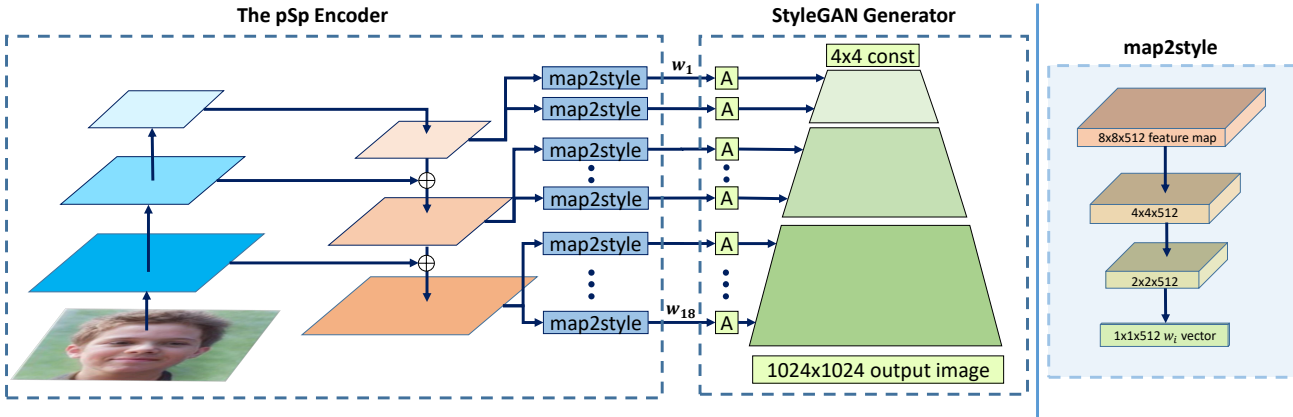 The pSp Encoder
StyleGAN Generator
map2style
4x4 const
map2style
w₁
A
map2style
A
map2style
A
map2style
A
map2style
A
map2style
w₁₈
A
1024x1024 output image
8x8x512 feature map
4x4x512
2x2x512
1x1x512 wᵢ vector